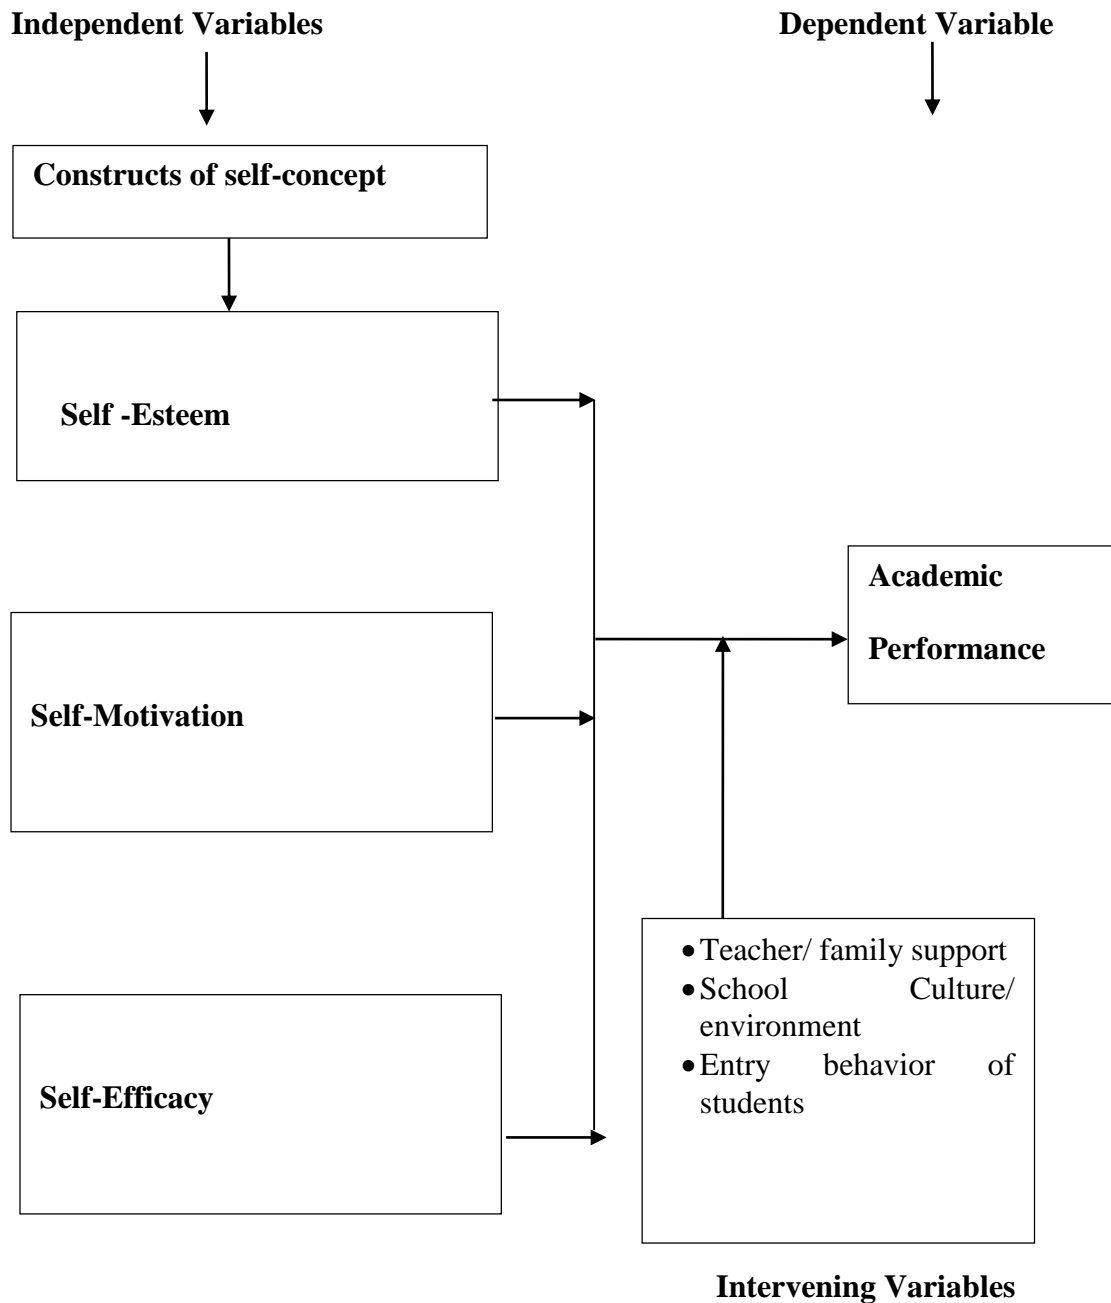 Independent Variables
Dependent Variable
Constructs of self-concept
Self -Esteem
Academic
Performance
Self-Motivation
•Teacher/ family support
•School Culture/
environment
•Entry behavior of
students
Self-Efficacy
Intervening Variables